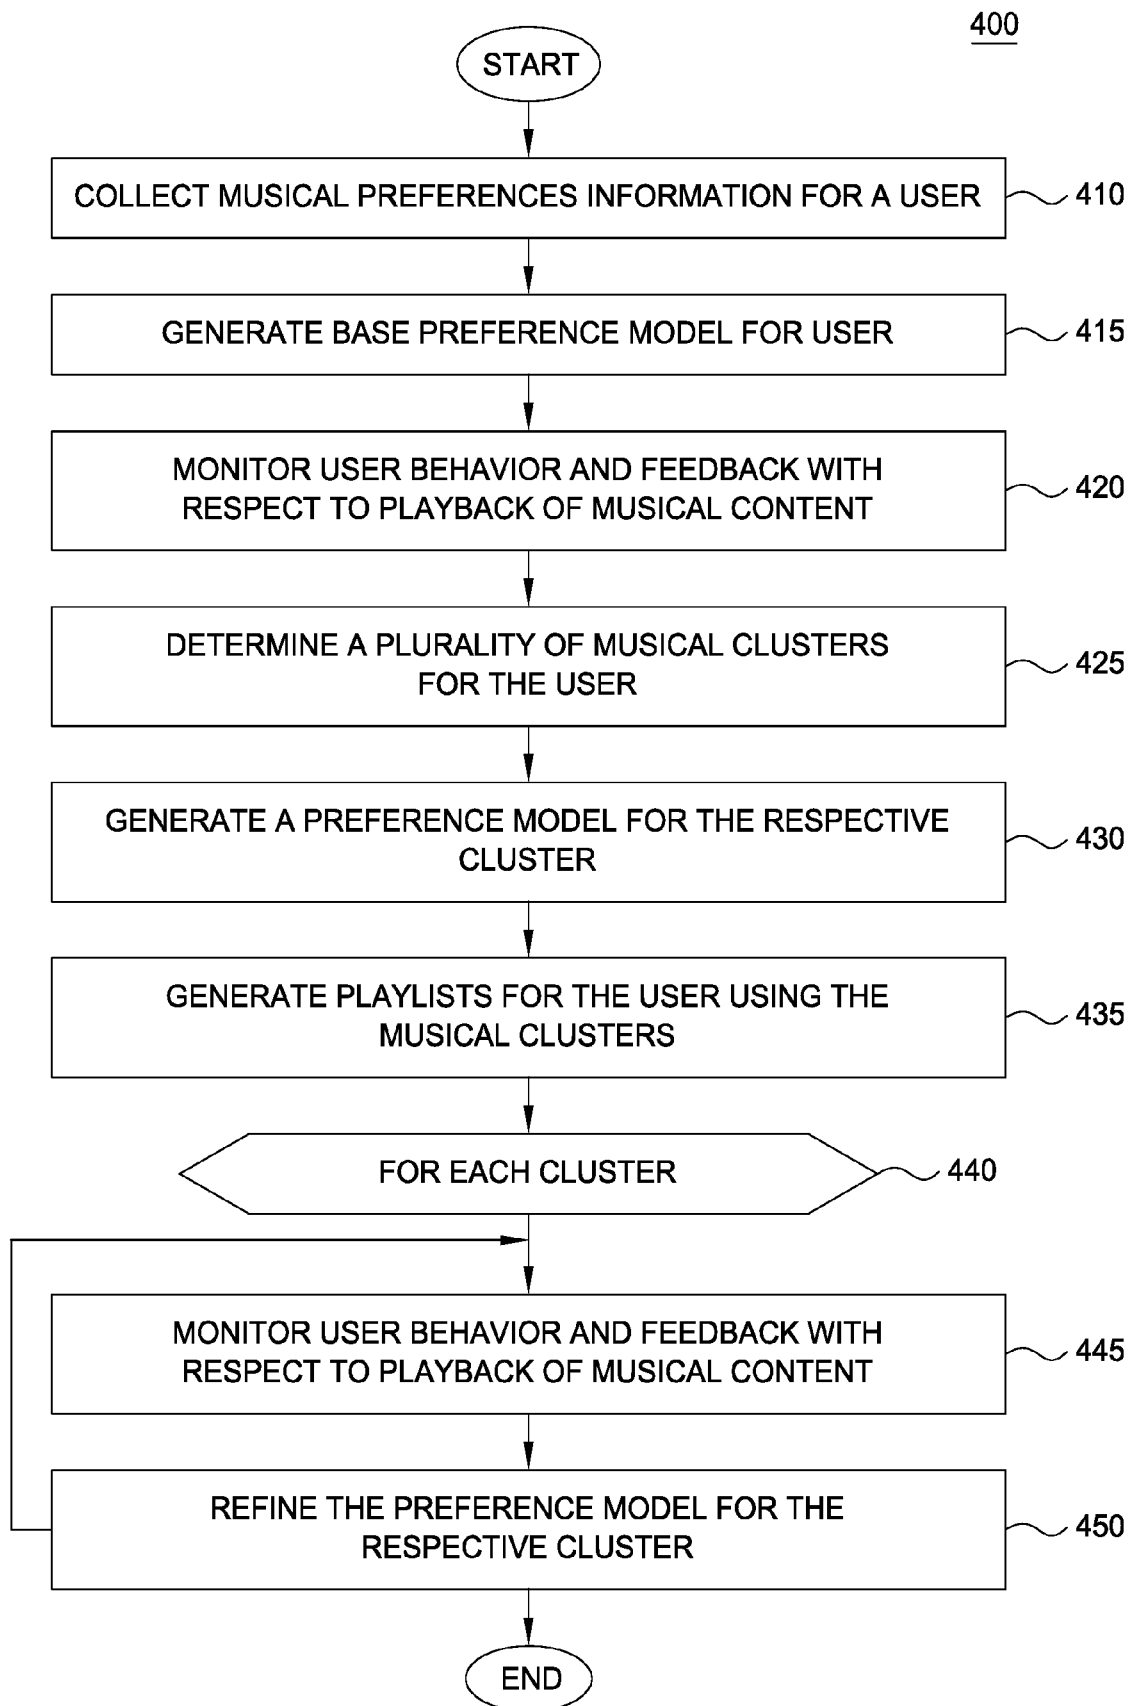 400
START
COLLECT MUSICAL PREFERENCES INFORMATION FOR A USER
410
GENERATE BASE PREFERENCE MODEL FOR USER
415
MONITOR USER BEHAVIOR AND FEEDBACK WITH
RESPECT TO PLAYBACK OF MUSICAL CONTENT
420
DETERMINE A PLURALITY OF MUSICAL CLUSTERS
FOR THE USER
425
GENERATE A PREFERENCE MODEL FOR THE RESPECTIVE
CLUSTER
430
GENERATE PLAYLISTS FOR THE USER USING THE
MUSICAL CLUSTERS
435
FOR EACH CLUSTER
440
MONITOR USER BEHAVIOR AND FEEDBACK WITH
RESPECT TO PLAYBACK OF MUSICAL CONTENT
445
REFINE THE PREFERENCE MODEL FOR THE
RESPECTIVE CLUSTER
450
END